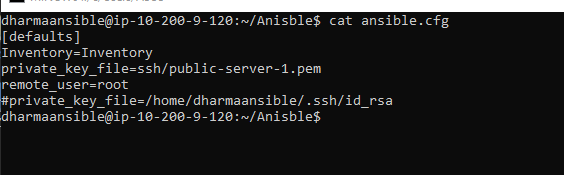 dharmaansible@ip-10-200-9-120:~/Anisble$ cat ansible.cfg
[defaults]
Inventory=Inventory
private_key_file=ssh/public-server-1.pem
remote_user=root
#private_key_file=/home/dharmaansible/.ssh/id_rsa
dharmaansible@ip-10-200-9-120:~/Anisble$